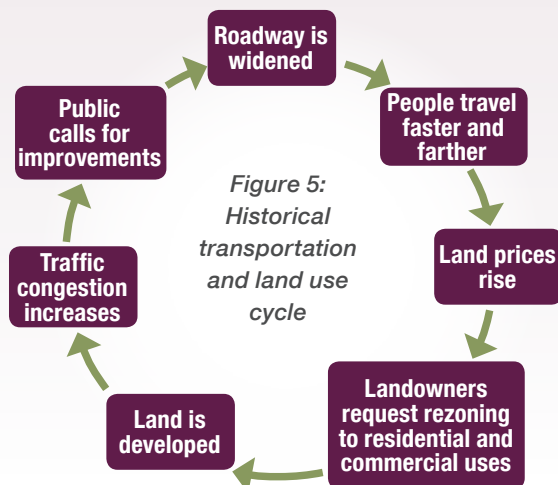 Roadway is
widened
People travel
faster and
farther
Land prices
rise
Landowners
request rezoning
to residential and
commercial uses
Land is
developed
Traffic
congestion
increases
Public
calls for
improvements
Figure 5:
Historical
transportation
and land use
cycle